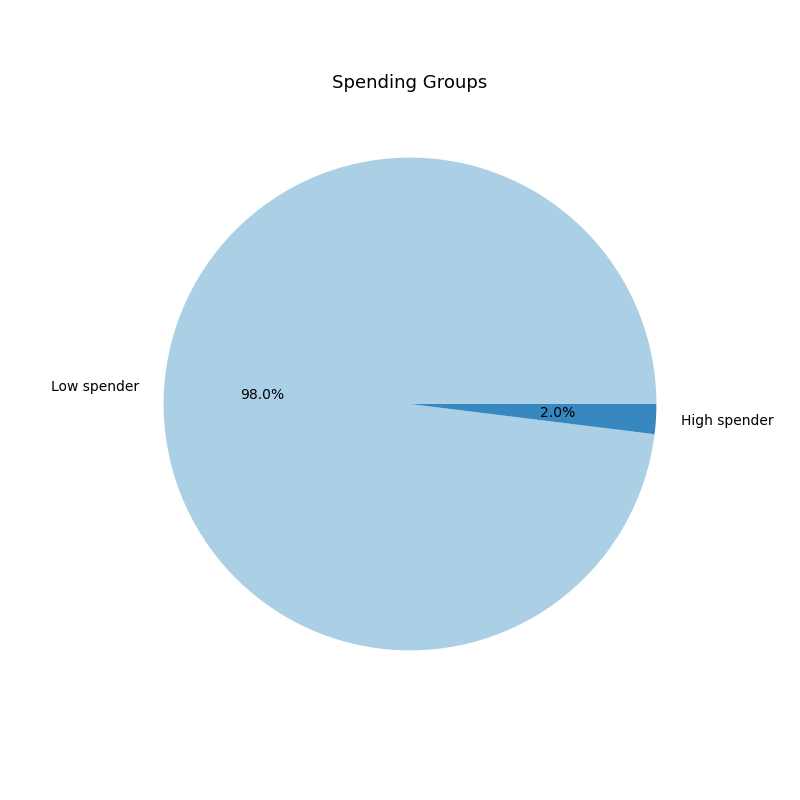 Spending Groups
Low spender
98.0%
2.0%
High spender